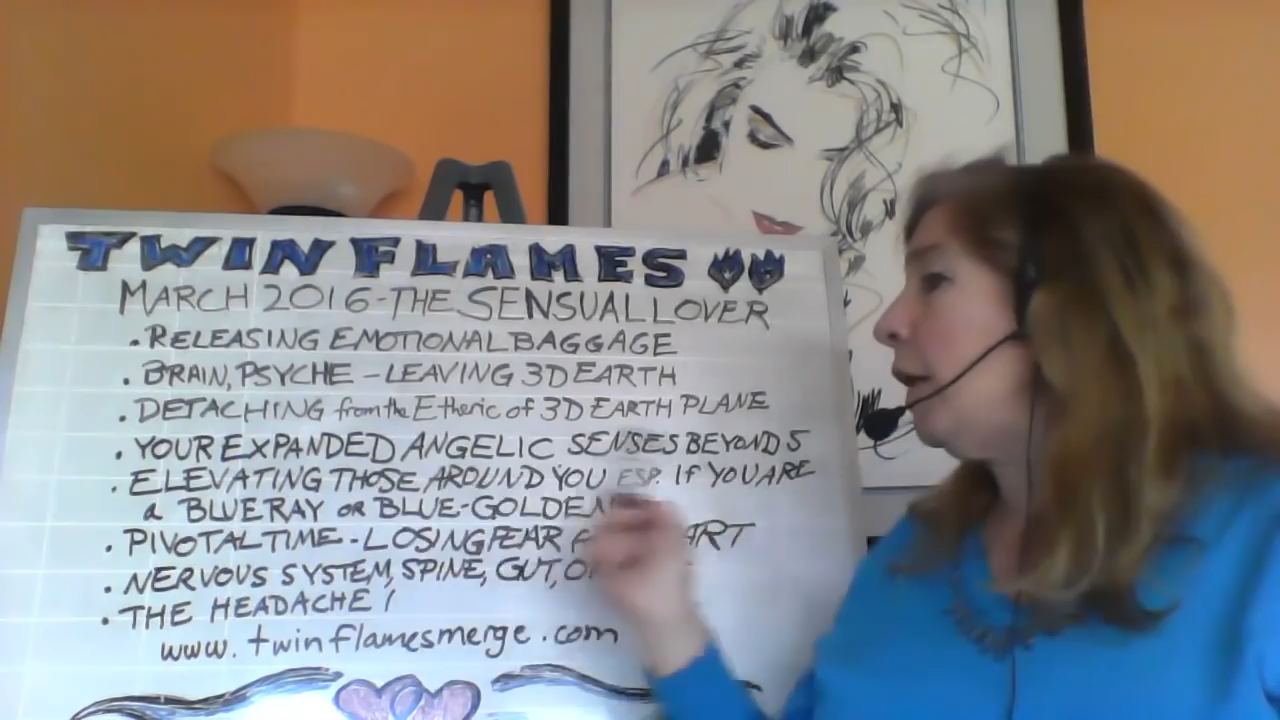 TWIN FLAMES
MARCH 2016-THE SENSUAL LOVER
• RELEASING EMOTIONAL BAGGAGE
• BRAIN, PSYCHE - LEAVING 3D EARTH
• DETACHING from the Etheric of 3D EARTH PLANE
• YOUR EXPANDED ANGELIC SENSES BEYOND 5
• ELEVATING THOSE AROUND YOU ESP. IF YOU ARE
a BLUERAY OR BLUE-GOLDEN
• PIVOTAL TIME - LOSING FEAR
• NERVOUS SYSTEM, SPINE, GUT,
• THE HEADACHE!
www.twinflamesmerge.com